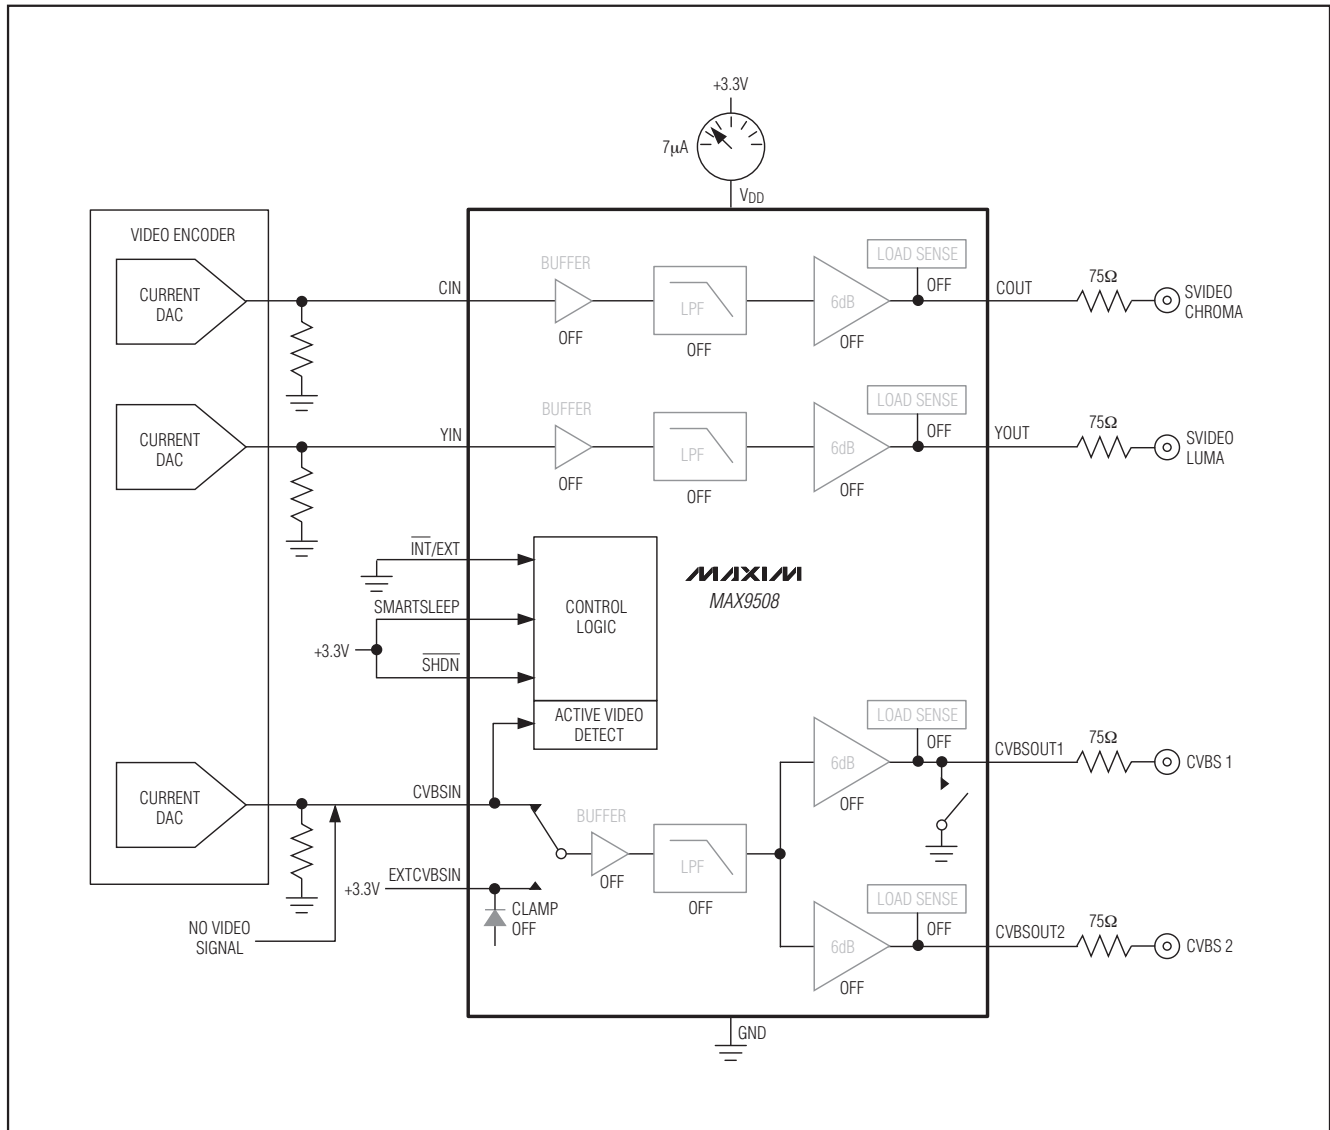 +3.3V
7µA
VDD
VIDEO ENCODER
CURRENT
DAC
CIN
BUFFER
OFF
LPF
OFF
6dB
OFF
LOAD SENSE
OFF
COUT
75Ω
SVIDEO
CHROMA
CURRENT
DAC
YIN
BUFFER
OFF
LPF
OFF
6dB
OFF
LOAD SENSE
OFF
YOUT
75Ω
SVIDEO
LUMA
INT/EXT
SMARTSLEEP
+3.3V
SHDN
CONTROL
LOGIC
ACTIVE VIDEO
DETECT
MAXIM
MAX9508
CURRENT
DAC
CVBSIN
BUFFER
OFF
LPF
OFF
6dB
OFF
LOAD SENSE
OFF
CVBSOUT1
75Ω
CVBS 1
+3.3V
EXTCVBSIN
CLAMP
OFF
NO VIDEO
SIGNAL
6dB
OFF
LOAD SENSE
OFF
CVBSOUT2
75Ω
CVBS 2
GND